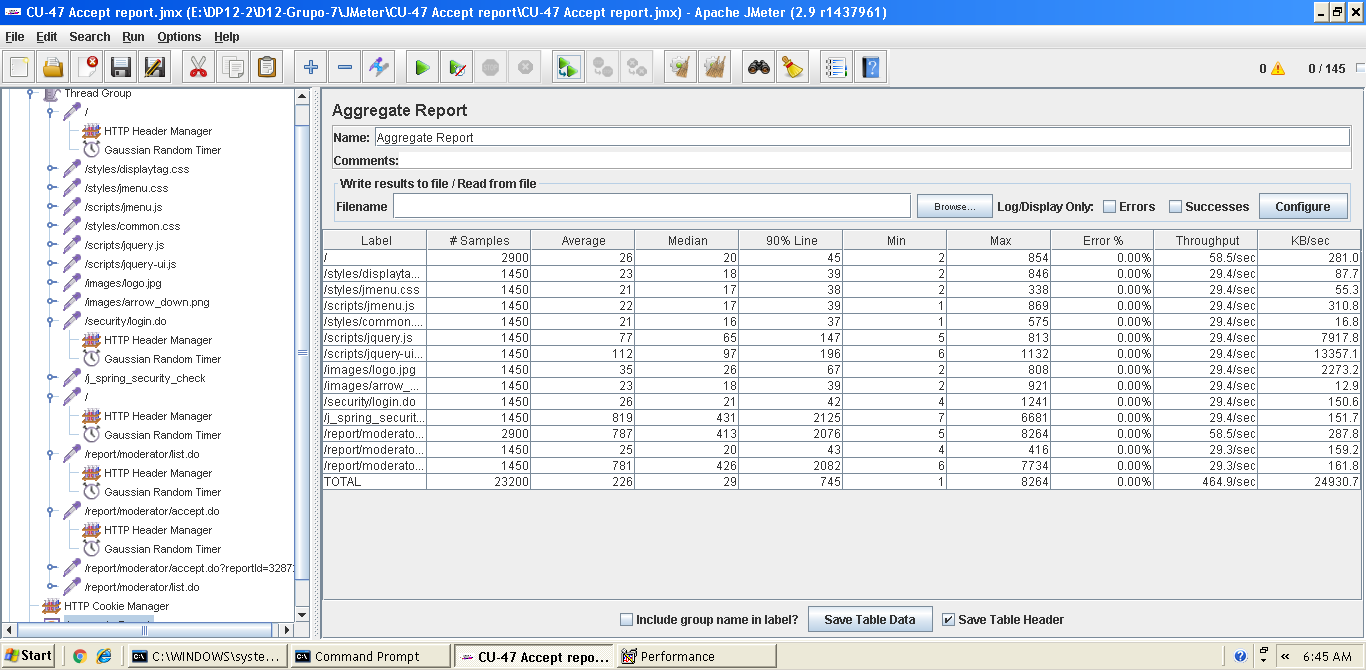 CU-47 Accept report.jmx (E:\DP12-2\D12-Grupo-7\JMeter\CU-47 Accept report\CU-47 Accept report.jmx) - Apache JMeter (2.9 r1437961)
File Edit Search Run Options Help
0 0 / 145
Thread Group
/
HTTP Header Manager
Gaussian Random Timer
/styles/displaytag.css
/styles/jmenu.css
/scripts/jmenu.js
/styles/common.css
/scripts/jquery.js
/scripts/jquery-ui.js
/images/logo.jpg
/images/arrow_down.png
/security/login.do
HTTP Header Manager
Gaussian Random Timer
/j_spring_security_check
/
HTTP Header Manager
Gaussian Random Timer
/report/moderator/list.do
HTTP Header Manager
Gaussian Random Timer
/report/moderator/accept.do
HTTP Header Manager
Gaussian Random Timer
/report/moderator/accept.do?reportId=3287
/report/moderator/list.do
HTTP Cookie Manager
Aggregate Report
Name: Aggregate Report
Comments:
Write results to file / Read from file
Filename Browse... Log/Display Only: Errors Successes Configure
Label # Samples Average Median 90% Line Min Max Error % Throughput KB/sec
/ 2900 26 20 45 2 854 0.00% 58.5/sec 281.0
/styles/displayta... 1450 23 18 39 2 846 0.00% 29.4/sec 87.7
/styles/jmenu.css 1450 21 17 38 2 338 0.00% 29.4/sec 55.3
/scripts/jmenu.js 1450 22 17 39 1 869 0.00% 29.4/sec 310.8
/styles/common.... 1450 21 16 37 1 575 0.00% 29.4/sec 16.8
/scripts/jquery.js 1450 77 65 147 5 813 0.00% 29.4/sec 7917.8
/scripts/jquery-ui... 1450 112 97 196 6 1132 0.00% 29.4/sec 13357.1
/images/logo.jpg 1450 35 26 67 2 808 0.00% 29.4/sec 2273.2
/images/arrow_... 1450 23 18 39 2 921 0.00% 29.4/sec 12.9
/security/login.do 1450 26 21 42 4 1241 0.00% 29.4/sec 150.6
/j_spring_securit... 1450 819 431 2125 7 6681 0.00% 29.4/sec 151.7
/report/moderato... 2900 787 413 2076 5 8264 0.00% 58.5/sec 287.8
/report/moderato... 1450 25 20 43 4 416 0.00% 29.3/sec 159.2
/report/moderato... 1450 781 426 2082 6 7734 0.00% 29.3/sec 161.8
TOTAL 23200 226 29 745 1 8264 0.00% 464.9/sec 24930.7
Include group name in label? Save Table Data Save Table Header
Start C:\WINDOWS\syste... Command Prompt CU-47 Accept repo... Performance « 6:45 AM